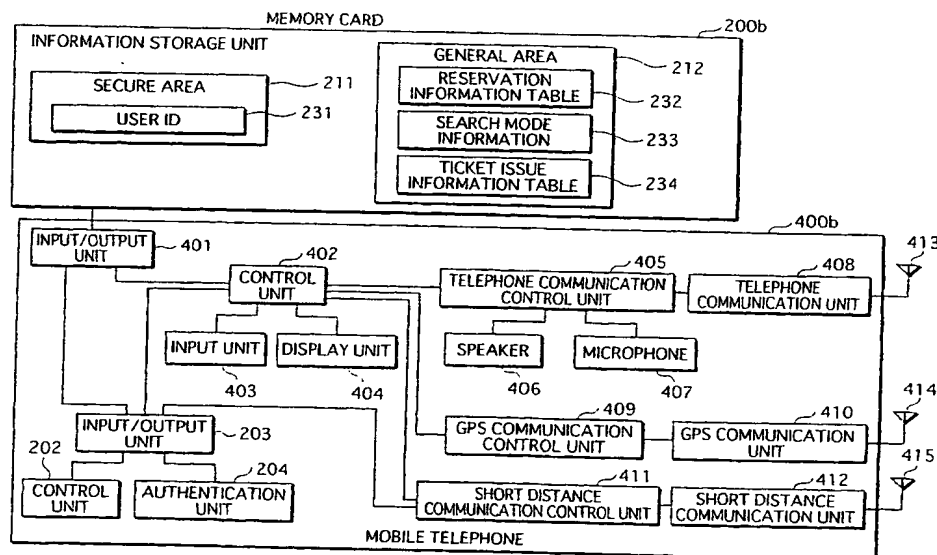 MEMORY CARD
200b
INFORMATION STORAGE UNIT
SECURE AREA
211
USER ID
231
GENERAL AREA
212
RESERVATION
INFORMATION TABLE
232
SEARCH MODE
INFORMATION
233
TICKET ISSUE
INFORMATION TABLE
234
400b
INPUT/OUTPUT
UNIT
401
402
CONTROL
UNIT
405
TELEPHONE COMMUNICATION
CONTROL UNIT
408
TELEPHONE
COMMUNICATION UNIT
413
INPUT UNIT
403
DISPLAY UNIT
404
SPEAKER
406
MICROPHONE
407
INPUT/OUTPUT
UNIT
203
409
GPS COMMUNICATION
CONTROL UNIT
410
GPS COMMUNICATION
UNIT
414
202
CONTROL
UNIT
204
AUTHENTICATION
UNIT
411
SHORT DISTANCE
COMMUNICATION CONTROL UNIT
412
SHORT DISTANCE
COMMUNICATION UNIT
415
MOBILE TELEPHONE